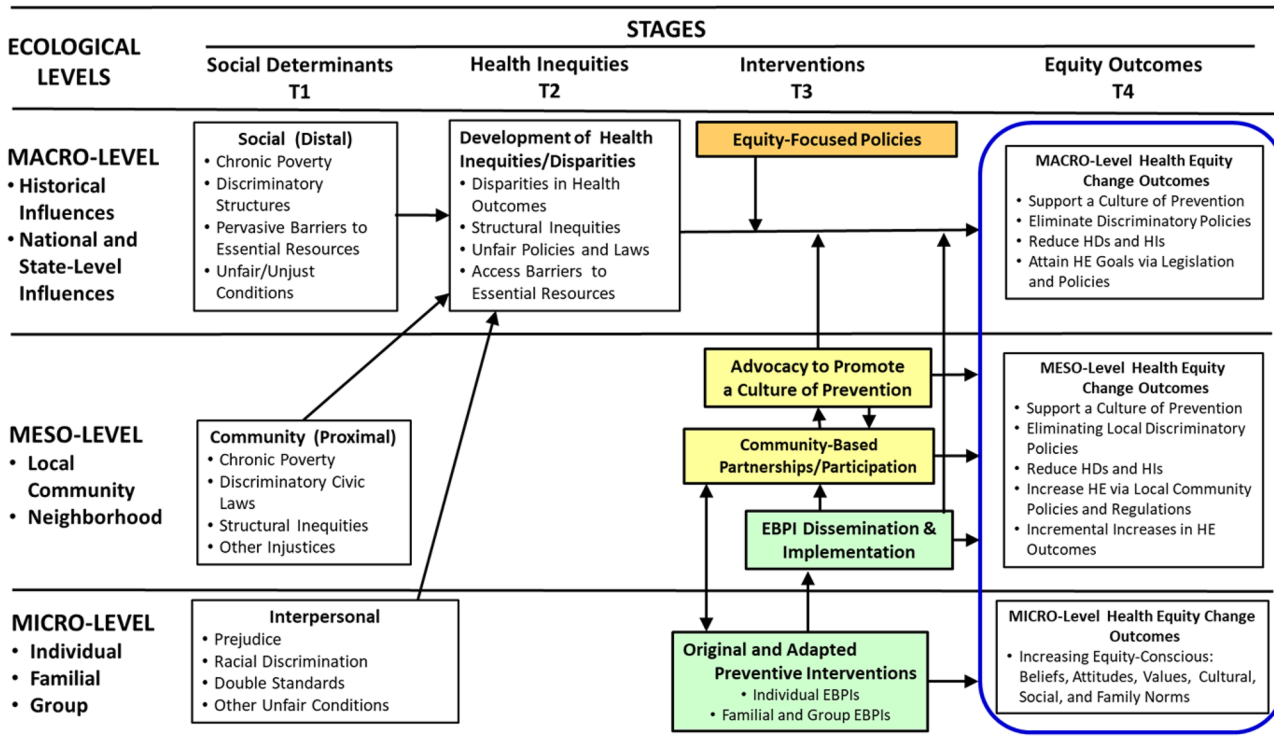 STAGES
ECOLOGICAL
LEVELS
Social Determinants
T1
Health Inequities
T2
Interventions
T3
Equity Outcomes
T4
MACRO-LEVEL
• Historical
Influences
• National and
State-Level
Influences
Social (Distal)
• Chronic Poverty
• Discriminatory
Structures
• Pervasive Barriers to
Essential Resources
• Unfair/Unjust
Conditions
Development of Health
Inequities/Disparities
• Disparities in Health
Outcomes
• Structural Inequities
• Unfair Policies and Laws
• Access Barriers to
Essential Resources
Equity-Focused Policies
MACRO-Level Health Equity
Change Outcomes
• Support a Culture of Prevention
• Eliminate Discriminatory Policies
• Reduce HDs and HIs
• Attain HE Goals via Legislation
and Policies
MESO-LEVEL
• Local
Community
• Neighborhood
Community (Proximal)
• Chronic Poverty
• Discriminatory Civic
Laws
• Structural Inequities
• Other Injustices
Advocacy to Promote
a Culture of Prevention
Community-Based
Partnerships/Participation
EBPI Dissemination &
Implementation
MESO-Level Health Equity
Change Outcomes
• Support a Culture of Prevention
• Eliminating Local Discriminatory
Policies
• Reduce HDs and HIs
• Increase HE via Local Community
Policies and Regulations
• Incremental Increases in HE
Outcomes
MICRO-LEVEL
• Individual
• Familial
• Group
Interpersonal
• Prejudice
• Racial Discrimination
• Double Standards
• Other Unfair Conditions
Original and Adapted
Preventive Interventions
• Individual EBPIs
• Familial and Group EBPIs
MICRO-Level Health Equity Change
Outcomes
• Increasing Equity-Conscious:
Beliefs, Attitudes, Values, Cultural,
Social, and Family Norms